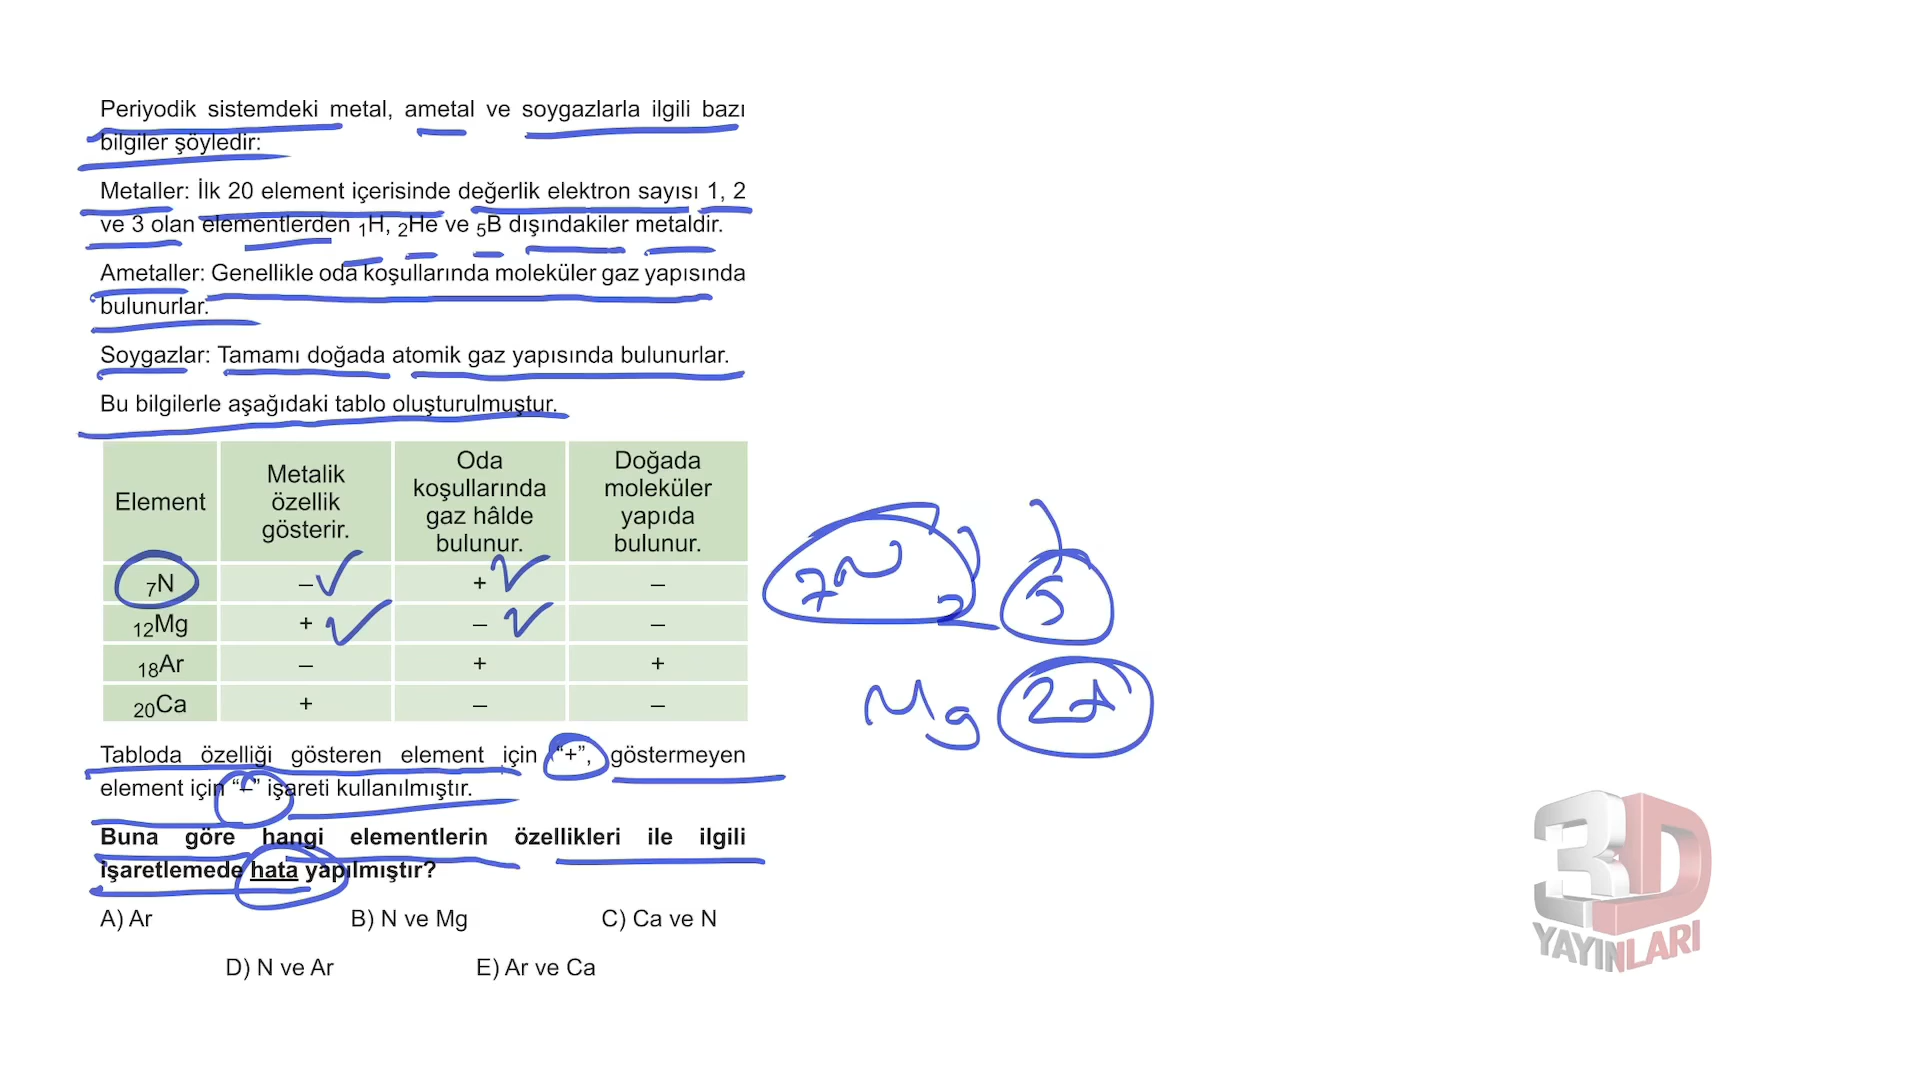 Periyodik sistemdeki metal, ametal ve soygazlarla ilgili bazı
bilgiler şöyledir:
Metaller: İlk 20 element içerisinde değerlik elektron sayısı 1, 2
ve 3 olan elementlerden ₁H, ₂He ve ₅B dışındakiler metaldir.
Ametaller: Genellikle oda koşullarında moleküler gaz yapısında
bulunurlar.
Soygazlar: Tamamı doğada atomik gaz yapısında bulunurlar.
Bu bilgilerle aşağıdaki tablo oluşturulmuştur.
Element
Metalik
özellik
gösterir.
Oda
koşullarında
gaz hâlde
bulunur.
Doğada
moleküler
yapıda
bulunur.
₇N – + –
₁₂Mg + – –
₁₈Ar – + +
₂₀Ca + – –
7N
2
5
Mg 2A
Tabloda özelliği gösteren element için “+”, göstermeyen
element için “–” işareti kullanılmıştır.
Buna göre hangi elementlerin özellikleri ile ilgili
işaretlemede hata yapılmıştır?
A) Ar B) N ve Mg C) Ca ve N
D) N ve Ar E) Ar ve Ca
3D
YAYINLARI